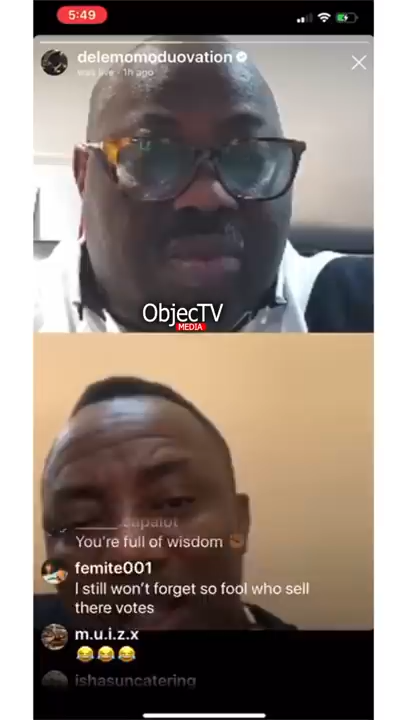 5:49
delemomoduovation
was live · 1h ago
ObjecTV
MEDIA
You're full of wisdom
femite001
I still won't forget so fool who sell
there votes
m.u.i.z.x
😂😂😂
ishasuncatering